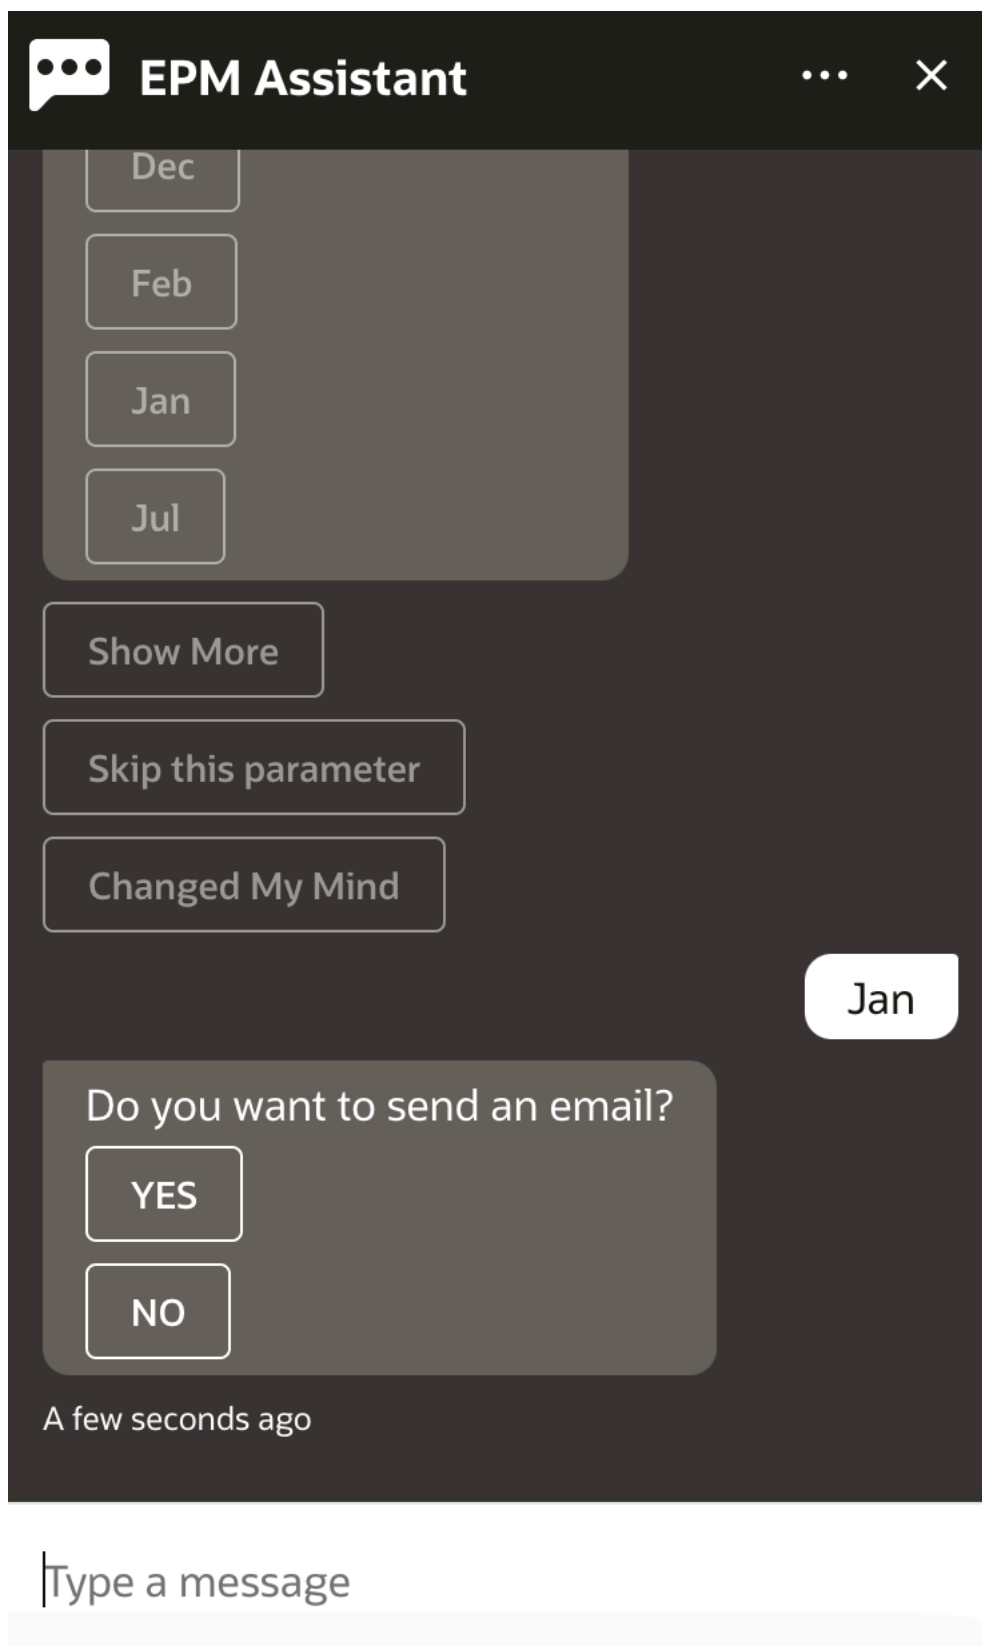 EPM Assistant
Dec
Feb
Jan
Jul
Show More
Skip this parameter
Changed My Mind
Jan
Do you want to send an email?
YES
NO
A few seconds ago
Type a message